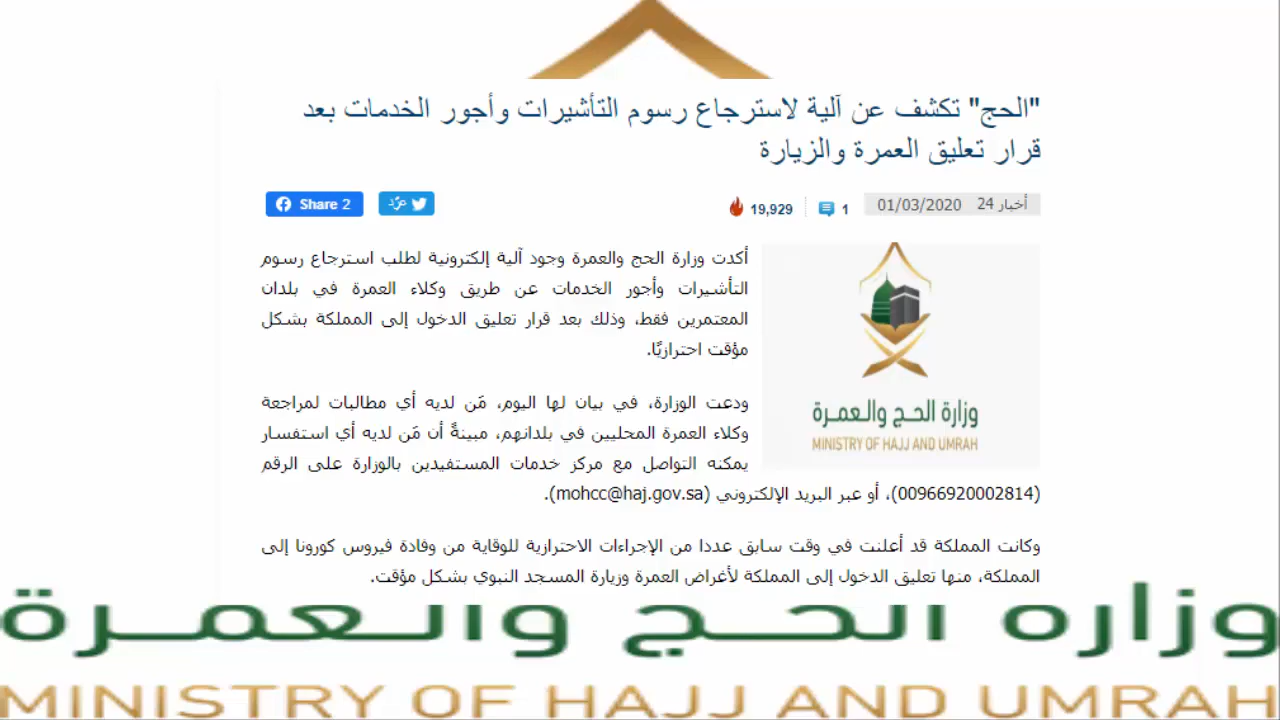 "الحج" تكشف عن آلية لاسترجاع رسوم التأشيرات وأجور الخدمات بعد
قرار تعليق العمرة والزيارة
أخبار 24 01/03/2020 1 19,929 غرّد Share 2
أكدت وزارة الحج والعمرة وجود آلية إلكترونية لطلب استرجاع رسوم
التأشيرات وأجور الخدمات عن طريق وكلاء العمرة في بلدان
المعتمرين فقط، وذلك بعد قرار تعليق الدخول إلى المملكة بشكل
مؤقت احترازيًا.
وزارة الحج والعمرة
MINISTRY OF HAJJ AND UMRAH
ودعت الوزارة، في بيان لها اليوم، مَن لديه أي مطالبات لمراجعة
وكلاء العمرة المحليين في بلدانهم، مبينةً أن مَن لديه أي استفسار
يمكنه التواصل مع مركز خدمات المستفيدين بالوزارة على الرقم
(00966920002814)، أو عبر البريد الإلكتروني (mohcc@haj.gov.sa).
وكانت المملكة قد أعلنت في وقت سابق عددا من الإجراءات الاحترازية للوقاية من وفادة فيروس كورونا إلى
المملكة، منها تعليق الدخول إلى المملكة لأغراض العمرة وزيارة المسجد النبوي بشكل مؤقت.
وزاره الحج والعمرة
MINISTRY OF HAJJ AND UMRAH